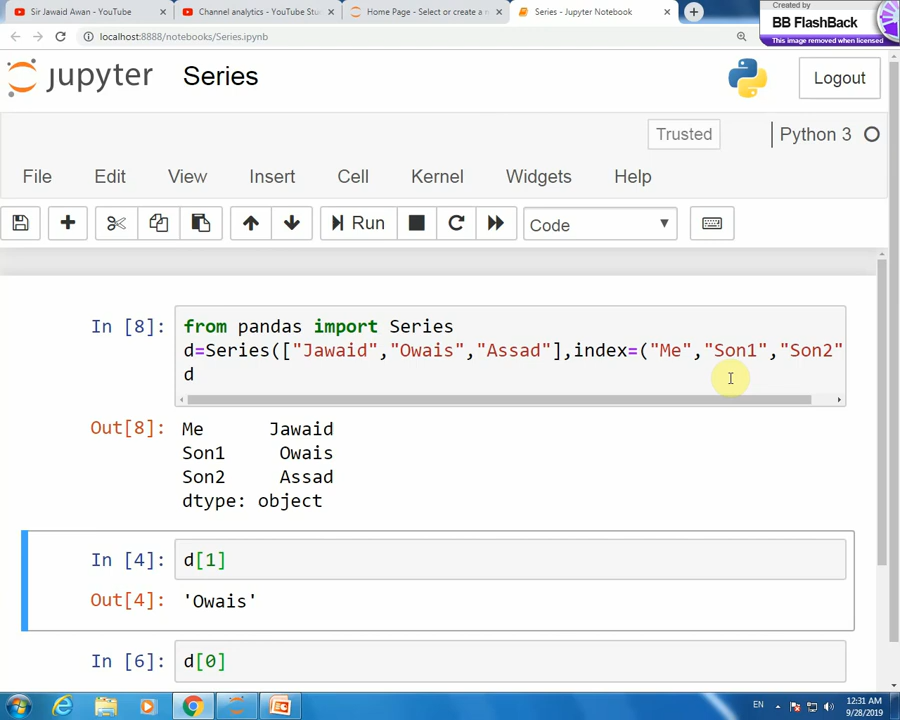 Sir Jawaid Awan - YouTube
Channel analytics - YouTube Stu
Home Page - Select or create a n
Series - Jupyter Notebook
Created by
BB FlashBack
This image removed when licensed
localhost:8888/notebooks/Series.ipynb
jupyter Series
Logout
Trusted
Python 3
File Edit View Insert Cell Kernel Widgets Help
Run Code
In [8]: from pandas import Series
d=Series(["Jawaid","Owais","Assad"],index=("Me","Son1","Son2"
d
Out[8]: Me Jawaid
Son1 Owais
Son2 Assad
dtype: object
In [4]: d[1]
Out[4]: 'Owais'
In [6]: d[0]
EN
12:31 AM
9/28/2019